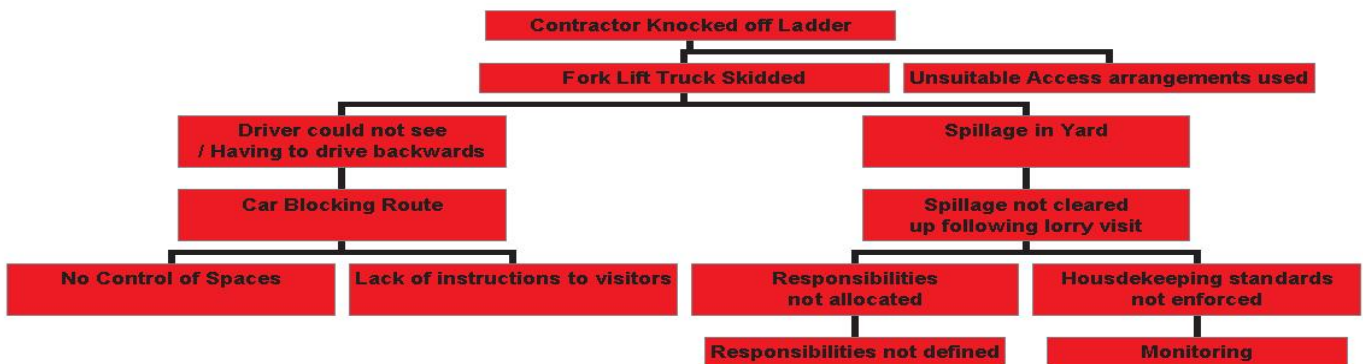 Contractor Knocked off Ladder
Fork Lift Truck Skidded
Unsuitable Access arrangements used
Driver could not see
/ Having to drive backwards
Spillage in Yard
Car Blocking Route
Spillage not cleared
up following lorry visit
No Control of Spaces
Lack of instructions to visitors
Responsibilities
not allocated
Housdekeeping standards
not enforced
Responsibilities not defined
Monitoring